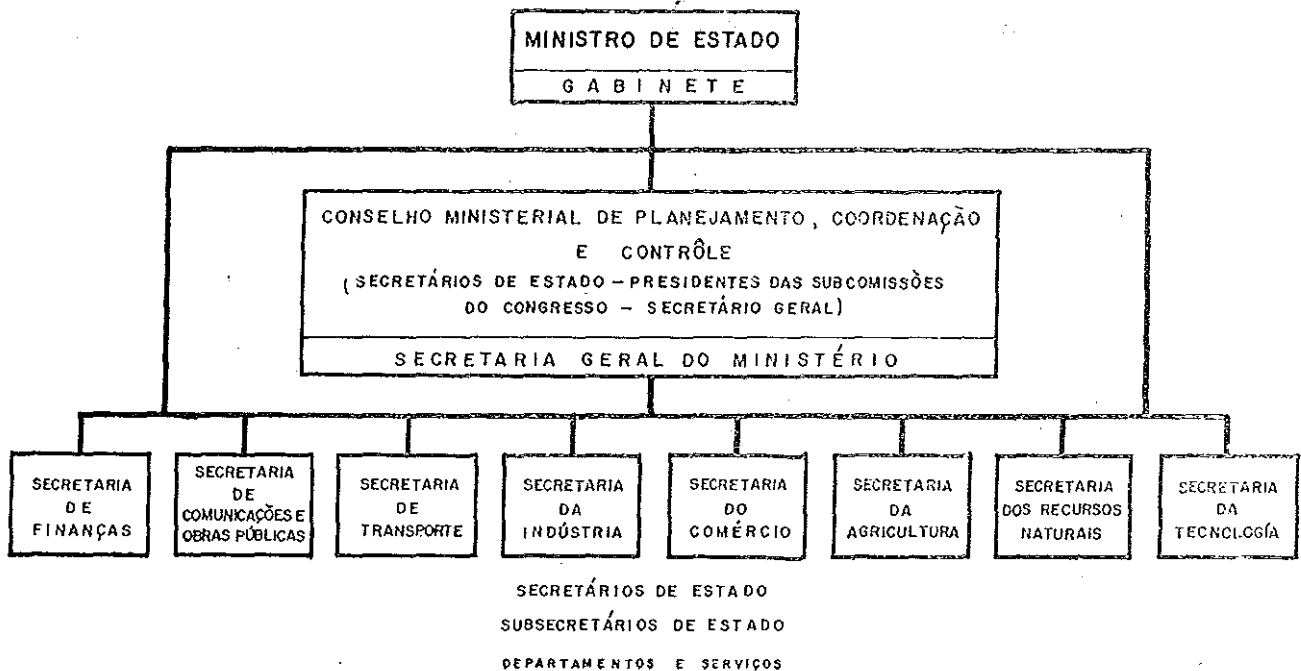 MINISTRO DE ESTADO
GABINETE
CONSELHO MINISTERIAL DE PLANEJAMENTO, COORDENAÇÃO
E CONTRÔLE
(SECRETÁRIOS DE ESTADO – PRESIDENTES DAS SUBCOMISSÕES
DO CONGRESSO – SECRETÁRIO GERAL)
SECRETARIA GERAL DO MINISTÉRIO
SECRETARIA
DE
FINANÇAS
SECRETARIA
DE
COMUNICAÇÕES E
OBRAS PÚBLICAS
SECRETARIA
DE
TRANSPORTE
SECRETARIA
DA
INDÚSTRIA
SECRETARIA
DO
COMÉRCIO
SECRETARIA
DA
AGRICULTURA
SECRETARIA
DOS RECURSOS
NATURAIS
SECRETARIA
DA
TECNOLOGÍA
SECRETÁRIOS DE ESTADO
SUBSECRETÁRIOS DE ESTADO
DEPARTAMENTOS E SERVIÇOS